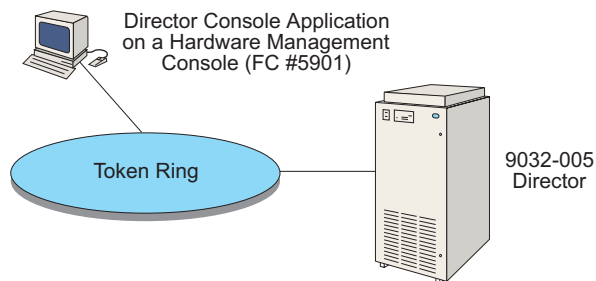 Director Console Application
on a Hardware Management
Console (FC #5901)
Token Ring
9032-005
Director